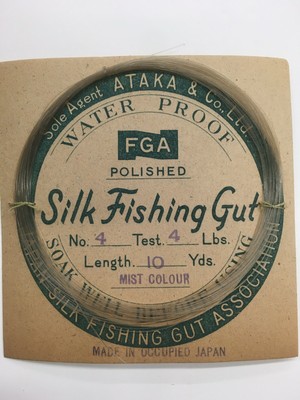 Sole Agent ATAKA & Co., Ltd.
WATER PROOF
FGA
POLISHED
Silk Fishing Gut
No. 4 Test. 4 Lbs.
Length. 10 Yds.
MIST COLOUR
SOAK WELL BEFORE USING
SILK FISHING GUT ASSOCIATION
MADE IN OCCUPIED JAPAN